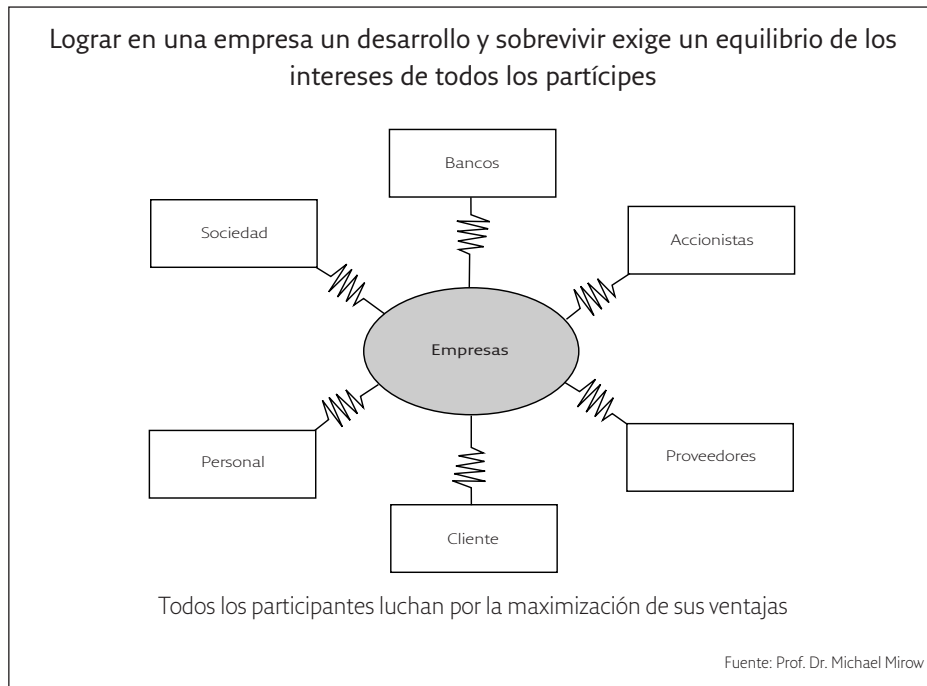 Lograr en una empresa un desarrollo y sobrevivir exige un equilibrio de los
intereses de todos los partícipes
Bancos
Sociedad
Accionistas
Empresas
Personal
Proveedores
Cliente
Todos los participantes luchan por la maximización de sus ventajas
Fuente: Prof. Dr. Michael Mirow